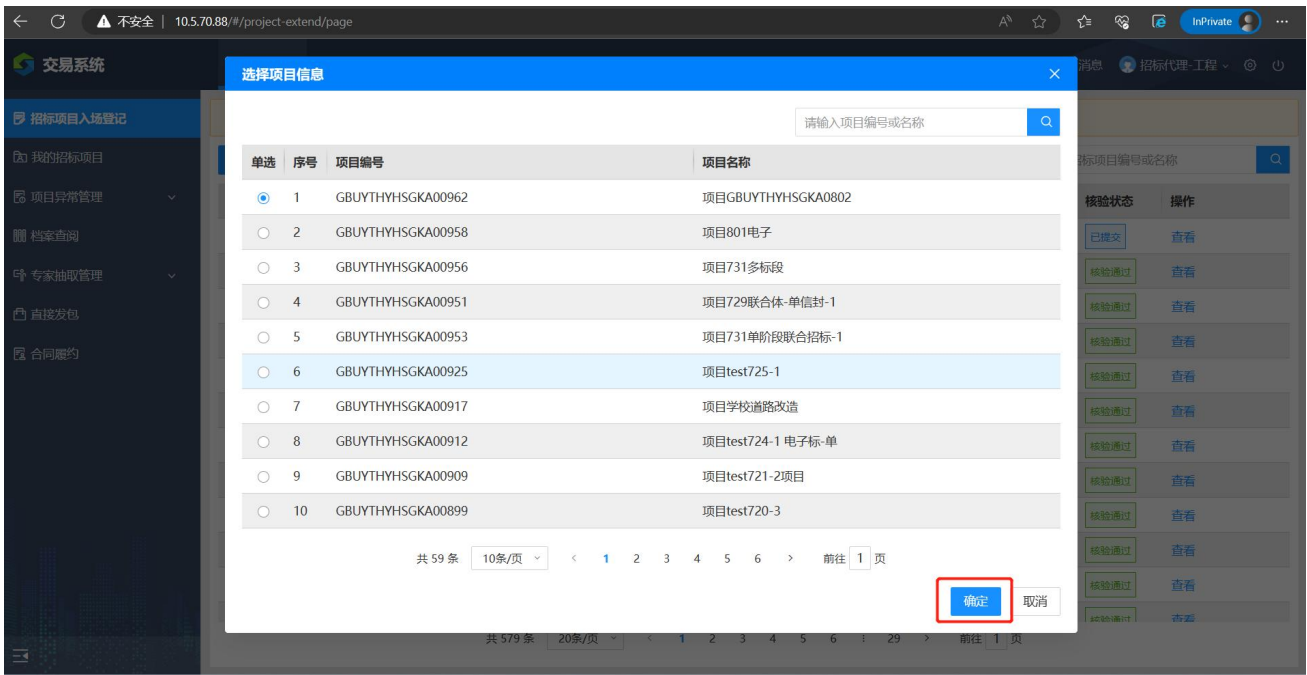 不安全 | 10.5.70.88/#/project-extend/page
InPrivate
交易系统
消息 招标代理-工程
招标项目入场登记
我的招标项目
项目异常管理
档案查阅
专家抽取管理
直接发包
合同履约
选择项目信息
请输入项目编号或名称
单选 序号 项目编号 项目名称
1 GBUYTHYHSGKA00962 项目GBUYTHYHSGKA0802
2 GBUYTHYHSGKA00958 项目801电子
3 GBUYTHYHSGKA00956 项目731多标段
4 GBUYTHYHSGKA00951 项目729联合体-单信封-1
5 GBUYTHYHSGKA00953 项目731单阶段联合招标-1
6 GBUYTHYHSGKA00925 项目test725-1
7 GBUYTHYHSGKA00917 项目学校道路改造
8 GBUYTHYHSGKA00912 项目test724-1 电子标-单
9 GBUYTHYHSGKA00909 项目test721-2项目
10 GBUYTHYHSGKA00899 项目test720-3
共 59 条 10条/页 < 1 2 3 4 5 6 > 前往 1 页
确定 取消
招标项目编号或名称
核验状态 操作
已提交 查看
核验通过 查看
核验通过 查看
核验通过 查看
核验通过 查看
核验通过 查看
核验通过 查看
核验通过 查看
核验通过 查看
核验通过 查看
核验通过 查看
核验通过 查看
共 579 条 20条/页 < 1 2 3 4 5 6 ⁝ 29 > 前往 1 页